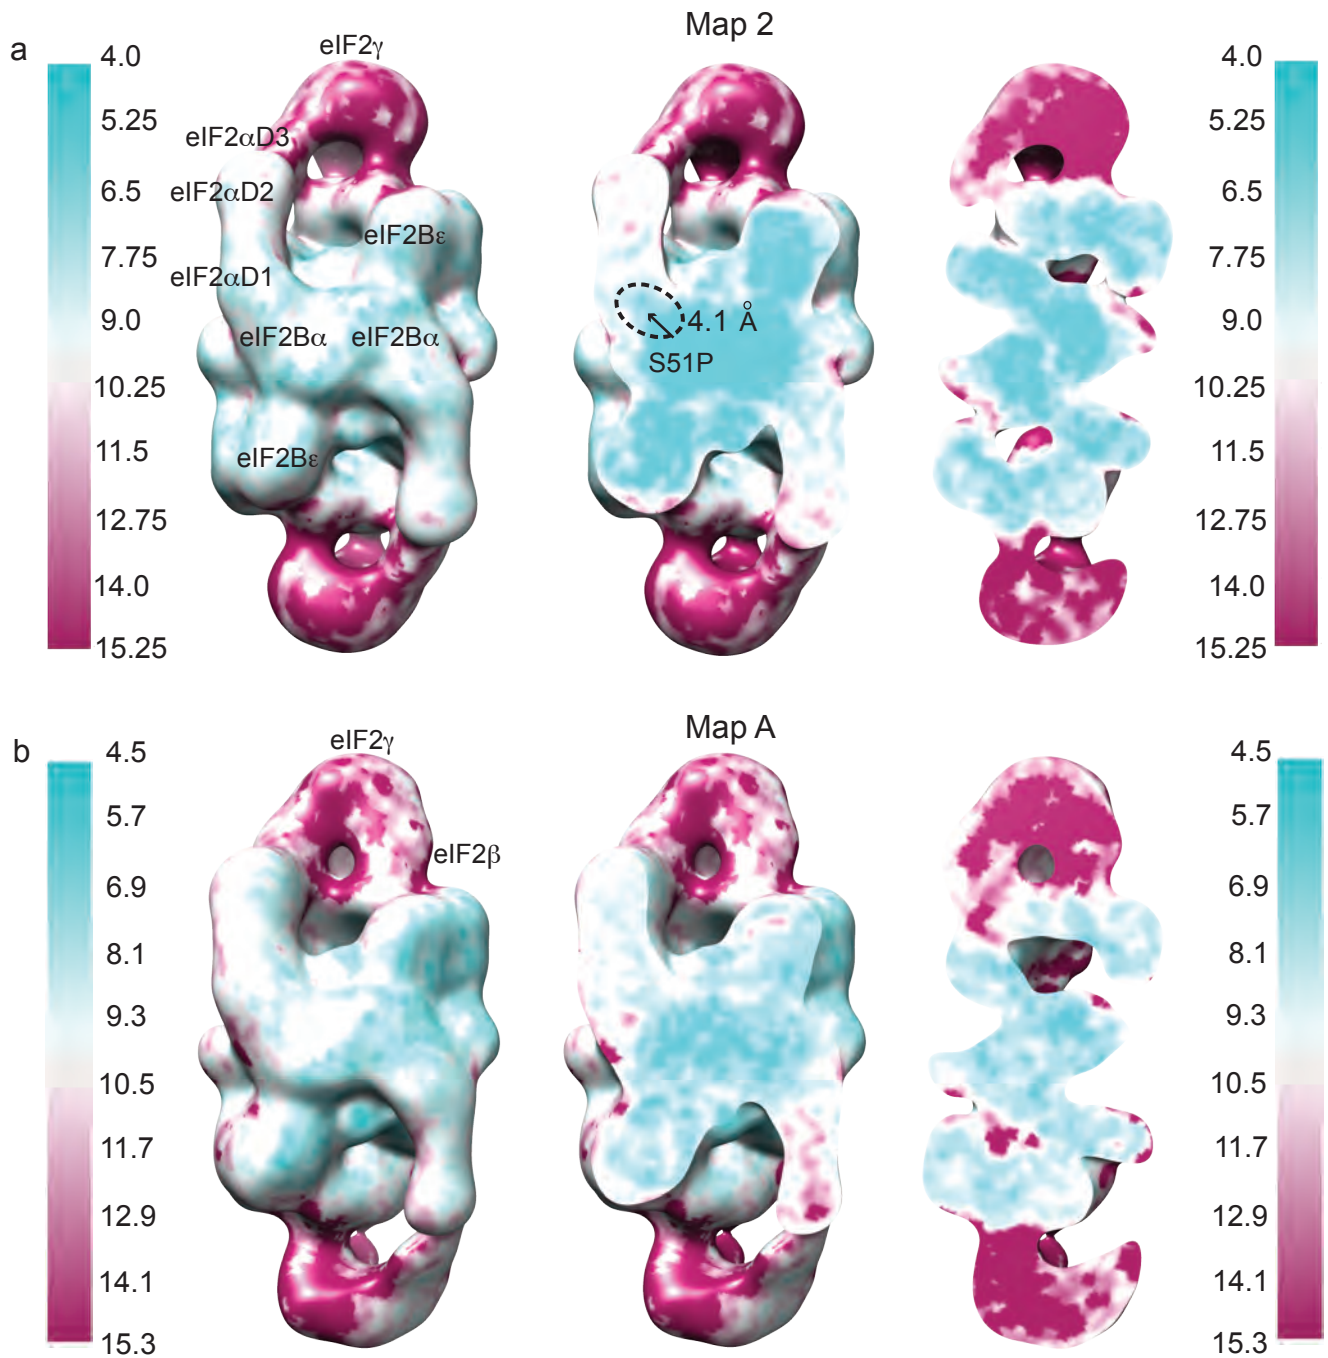 a
Map 2
eIF2γ
4.0
5.25
6.5
7.75
9.0
10.25
11.5
12.75
14.0
15.25
eIF2αD3
eIF2αD2
eIF2αD1
eIF2Bε
eIF2Bα
eIF2Bα
eIF2Bε
4.1 Å
S51P
4.0
5.25
6.5
7.75
9.0
10.25
11.5
12.75
14.0
15.25
b
Map A
eIF2γ
eIF2β
4.5
5.7
6.9
8.1
9.3
10.5
11.7
12.9
14.1
15.3
4.5
5.7
6.9
8.1
9.3
10.5
11.7
12.9
14.1
15.3